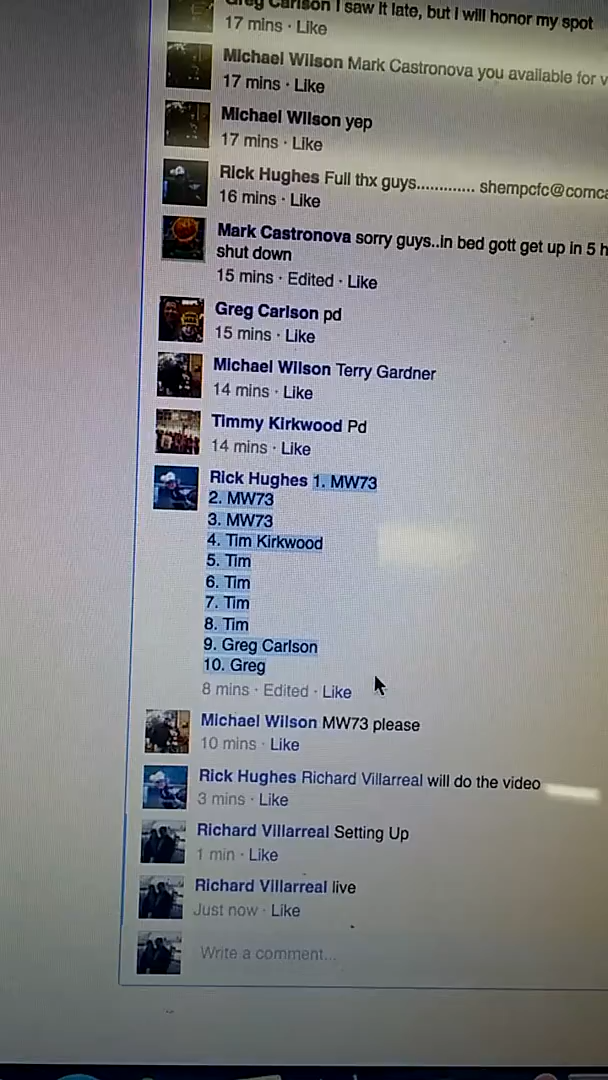 Greg Carlson I saw it late, but I will honor my spot
17 mins · Like
Michael Wilson Mark Castronova you available for
17 mins · Like
Michael Wilson yep
17 mins · Like
Rick Hughes Full thx guys............. shempcfc@comca
16 mins · Like
Mark Castronova sorry guys..in bed gott get up in 5 h
shut down
15 mins · Edited · Like
Greg Carlson pd
15 mins · Like
Michael Wilson Terry Gardner
14 mins · Like
Timmy Kirkwood Pd
14 mins · Like
Rick Hughes 1. MW73
2. MW73
3. MW73
4. Tim Kirkwood
5. Tim
6. Tim
7. Tim
8. Tim
9. Greg Carlson
10. Greg
8 mins · Edited · Like
Michael Wilson MW73 please
10 mins · Like
Rick Hughes Richard Villarreal will do the video
3 mins · Like
Richard Villarreal Setting Up
1 min · Like
Richard Villarreal live
Just now · Like
Write a comment...